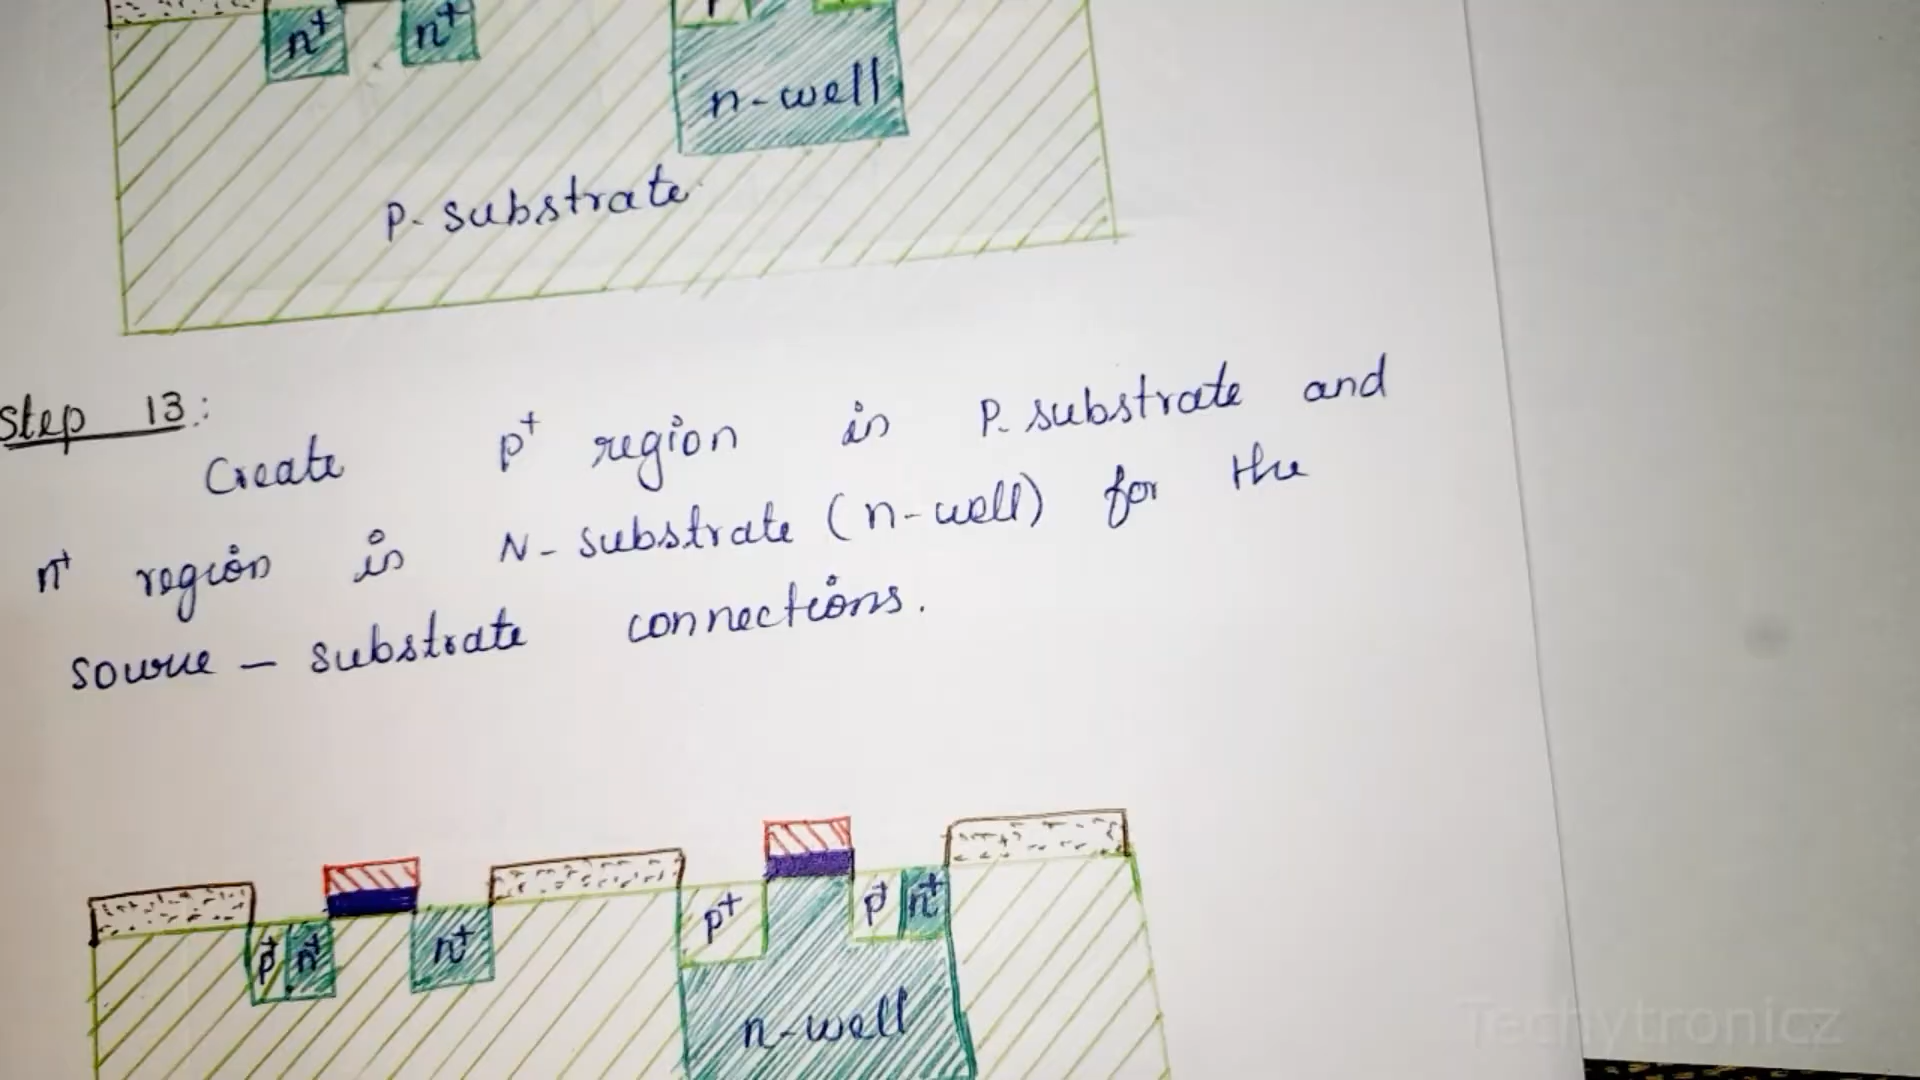 n+ n+
n-well
P-substrate
Step 13:
Create p+ region in P-substrate and
n+ region in N-substrate (n-well) for the
source - substrate connections.
p+ n+ n+ p+ p+ n+
n-well
Techytronicz